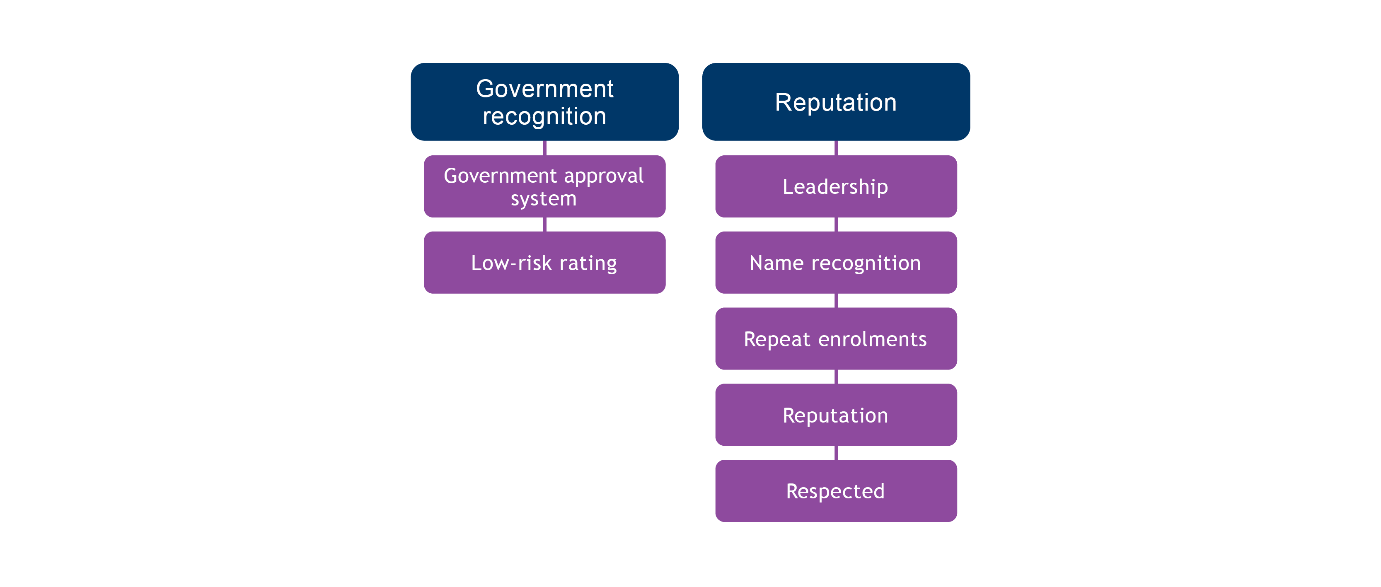 Government
recognition
Government approval
system
Low-risk rating
Reputation
Leadership
Name recognition
Repeat enrolments
Reputation
Respected